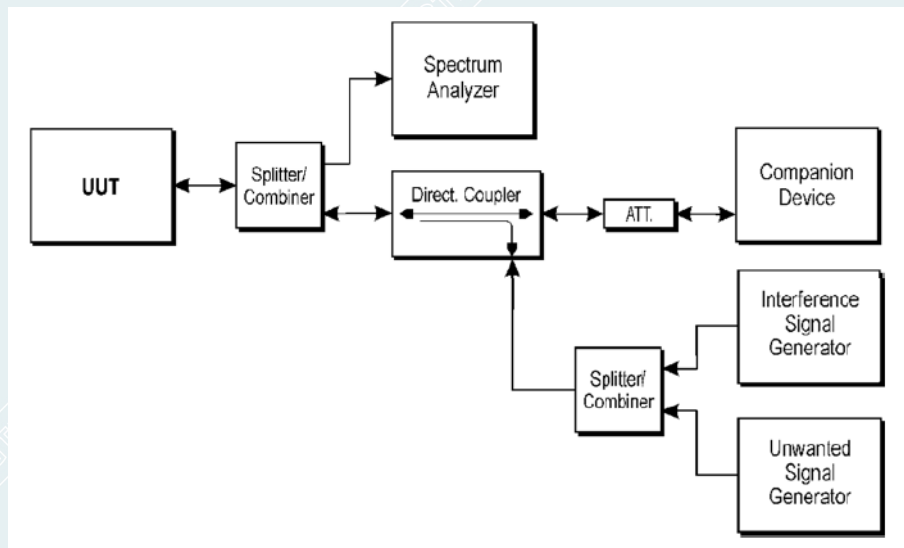 Spectrum
Analyzer
UUT
Splitter/
Combiner
Direct. Coupler
ATT.
Companion
Device
Interference
Signal
Generator
Splitter/
Combiner
Unwanted
Signal
Generator